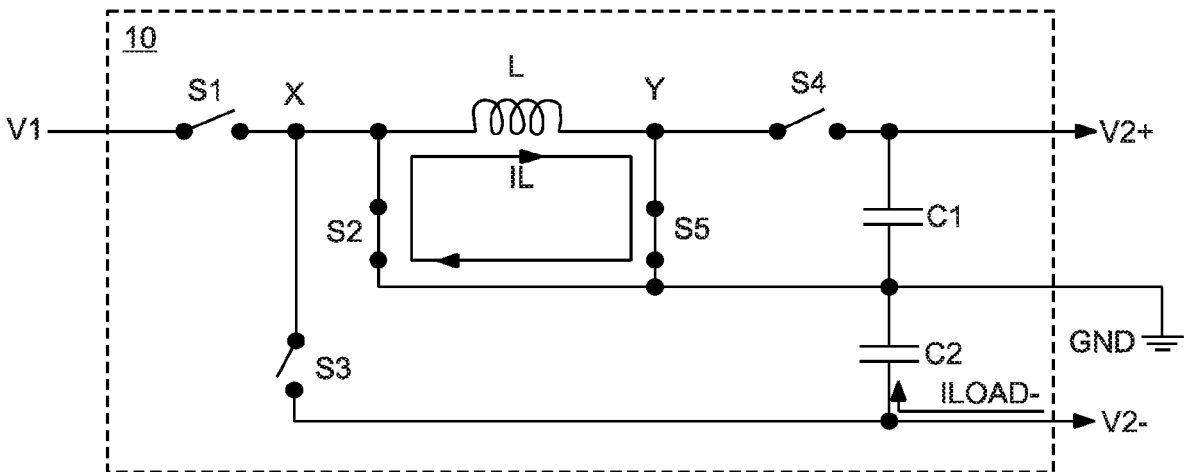 10
S1
X
L
Y
S4
V1
V2+
IL
S2
S5
C1
GND
S3
C2
ILOAD-
V2-